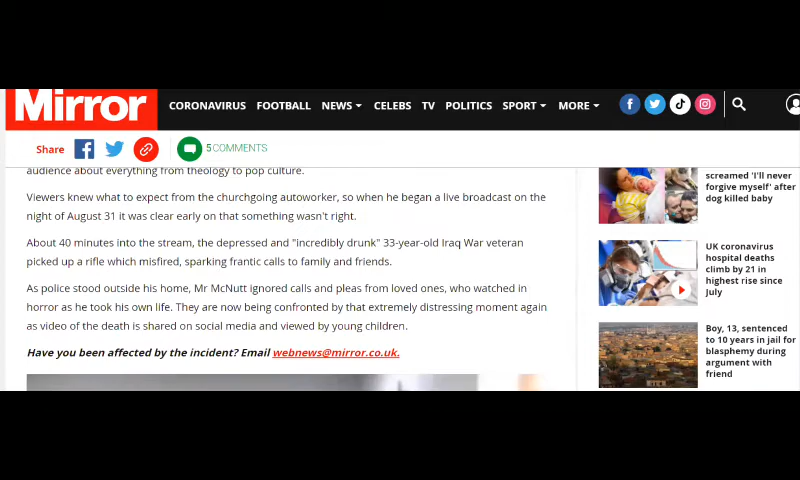 Mirror
CORONAVIRUS FOOTBALL NEWS CELEBS TV POLITICS SPORT MORE
Share 5COMMENTS
audience about everything from theology to pop culture.
Viewers knew what to expect from the churchgoing autoworker, so when he began a live broadcast on the
night of August 31 it was clear early on that something wasn't right.
About 40 minutes into the stream, the depressed and "incredibly drunk" 33-year-old Iraq War veteran
picked up a rifle which misfired, sparking frantic calls to family and friends.
As police stood outside his home, Mr McNutt ignored calls and pleas from loved ones, who watched in
horror as he took his own life. They are now being confronted by that extremely distressing moment again
as video of the death is shared on social media and viewed by young children.
Have you been affected by the incident? Email webnews@mirror.co.uk.
screamed 'I'll never
forgive myself' after
dog killed baby
UK coronavirus
hospital deaths
climb by 21 in
highest rise since
July
Boy, 13, sentenced
to 10 years in jail for
blasphemy during
argument with
friend